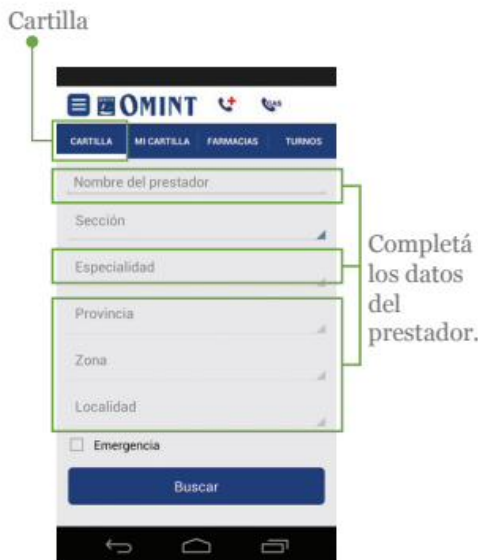 Cartilla
OMINT
CARTILLA MI CARTILLA FARMACIAS TURNOS
Nombre del prestador
Sección
Especialidad
Provincia
Zona
Localidad
Emergencia
Buscar
Completá
los datos
del
prestador.